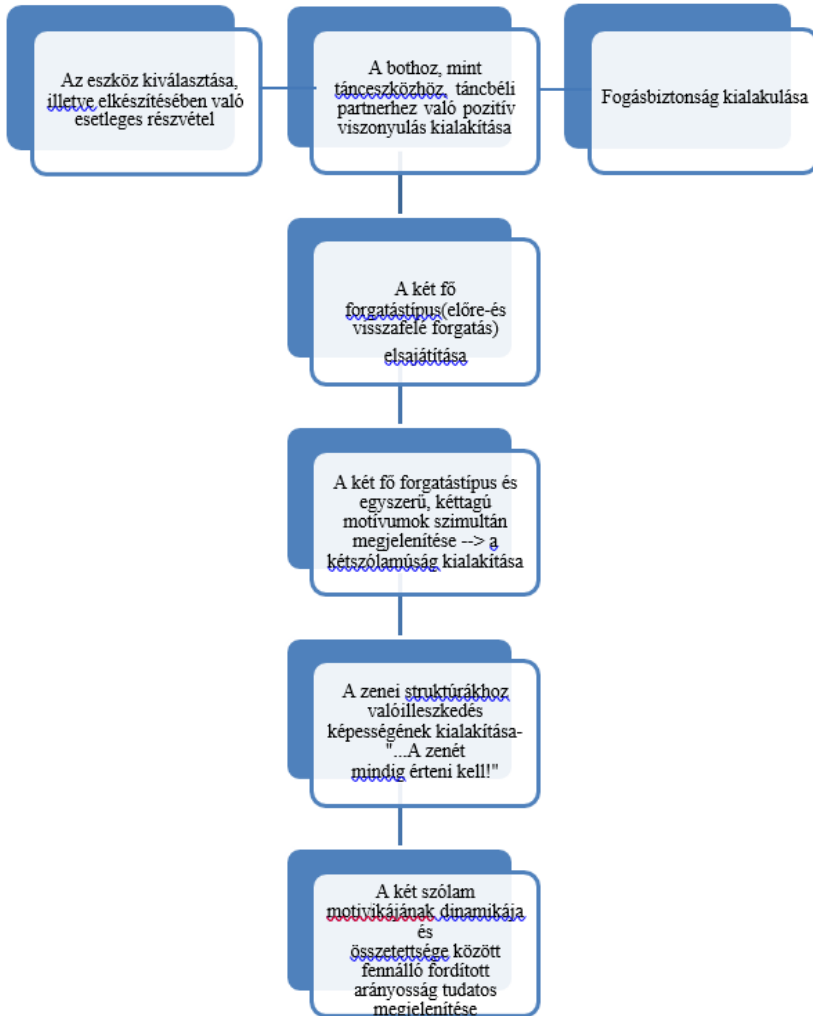 Az eszköz kiválasztása,
illetve elkészítésében való
esetleges részvétel
A bothoz, mint
tánceszközhöz, táncbéli
partnerhez való pozitív
viszonyulás kialakítása
Fogásbiztonság kialakulása
A két fő
forgatástípus(előre-és
visszafelé forgatás)
elsajátítása
A két fő forgatástípus és
egyszerű, kéttagú
motívumok szimultán
megjelenítése --> a
kétszólamúság kialakítása
A zenei struktúrákhoz
valóilleszkedés
képességének kialakítása-
"...A zenét
mindig érteni kell!"
A két szólam
motivikájának dinamikája
és
összetettsége között
fennálló fordított
arányosság tudatos
megjelenítése